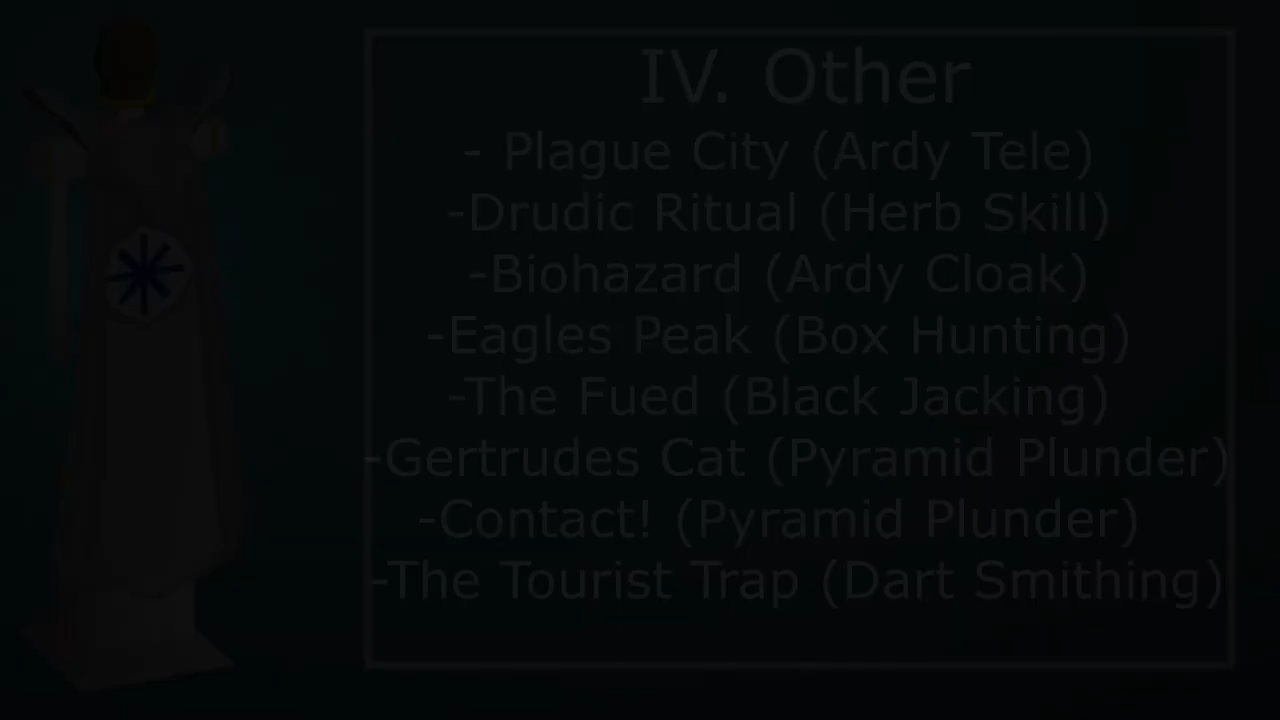 IV. Other
- Plague City (Ardy Tele)
-Drudic Ritual (Herb Skill)
-Biohazard (Ardy Cloak)
-Eagles Peak (Box Hunting)
-The Fued (Black Jacking)
-Gertrudes Cat (Pyramid Plunder)
-Contact! (Pyramid Plunder)
-The Tourist Trap (Dart Smithing)